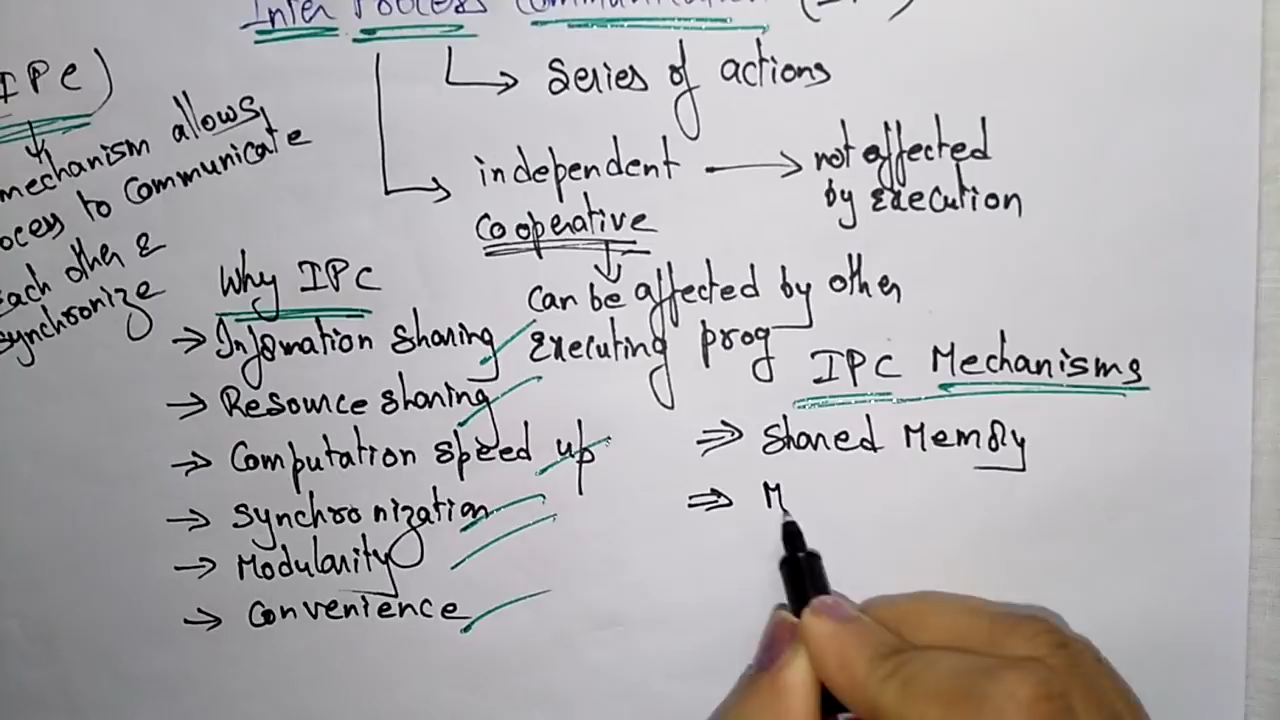 Inter Process Communication (IPC)
Series of actions
IPC)
mechanism allows
to communicate
each other &
synchronize
independent → not affected
by execution
cooperative
can be affected by other
executing prog
Why IPC
→ Information sharing
→ Resource sharing
→ Computation speed up
→ Synchronization
→ Modularity
→ Convenience
IPC Mechanisms
⇒ Shared Memory
⇒ M